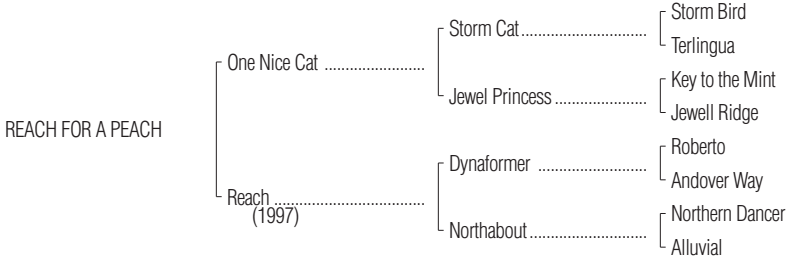 Storm Bird
Storm Cat..............................
Terlingua
One Nice Cat ........................
Key to the Mint
Jewel Princess......................
Jewell Ridge
REACH FOR A PEACH
Roberto
Dynaformer ..........................
Andover Way
Reach ....................................
(1997)
Northern Dancer
Northabout............................
Alluvial